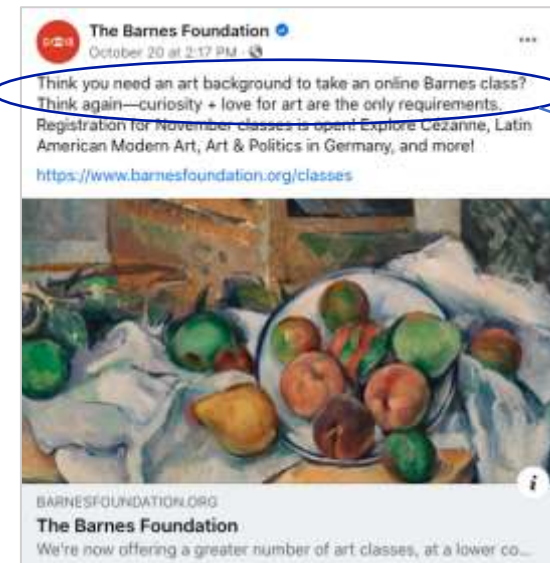 The Barnes Foundation
October 20 at 2:17 PM ·
Think you need an art background to take an online Barnes class?
Think again—curiosity + love for art are the only requirements.
Registration for November classes is open! Explore Cézanne, Latin
American Modern Art, Art & Politics in Germany, and more!
https://www.barnesfoundation.org/classes
BARNESFOUNDATION.ORG
The Barnes Foundation
We're now offering a greater number of art classes, at a lower co...